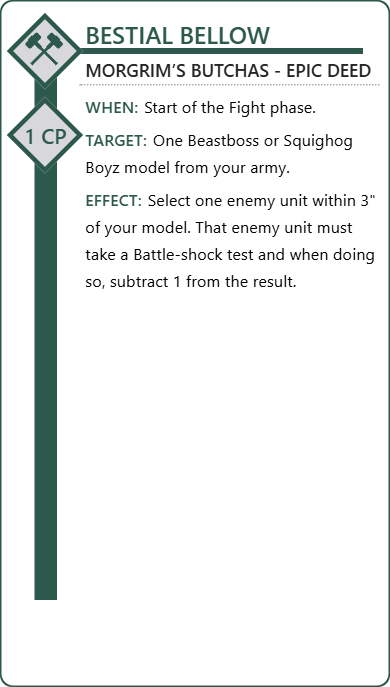 BESTIAL BELLOW
MORGRIM’S BUTCHAS - EPIC DEED
WHEN: Start of the Fight phase.
1 CP
TARGET: One Beastboss or Squighog
Boyz model from your army.
EFFECT: Select one enemy unit within 3"
of your model. That enemy unit must
take a Battle-shock test and when doing
so, subtract 1 from the result.